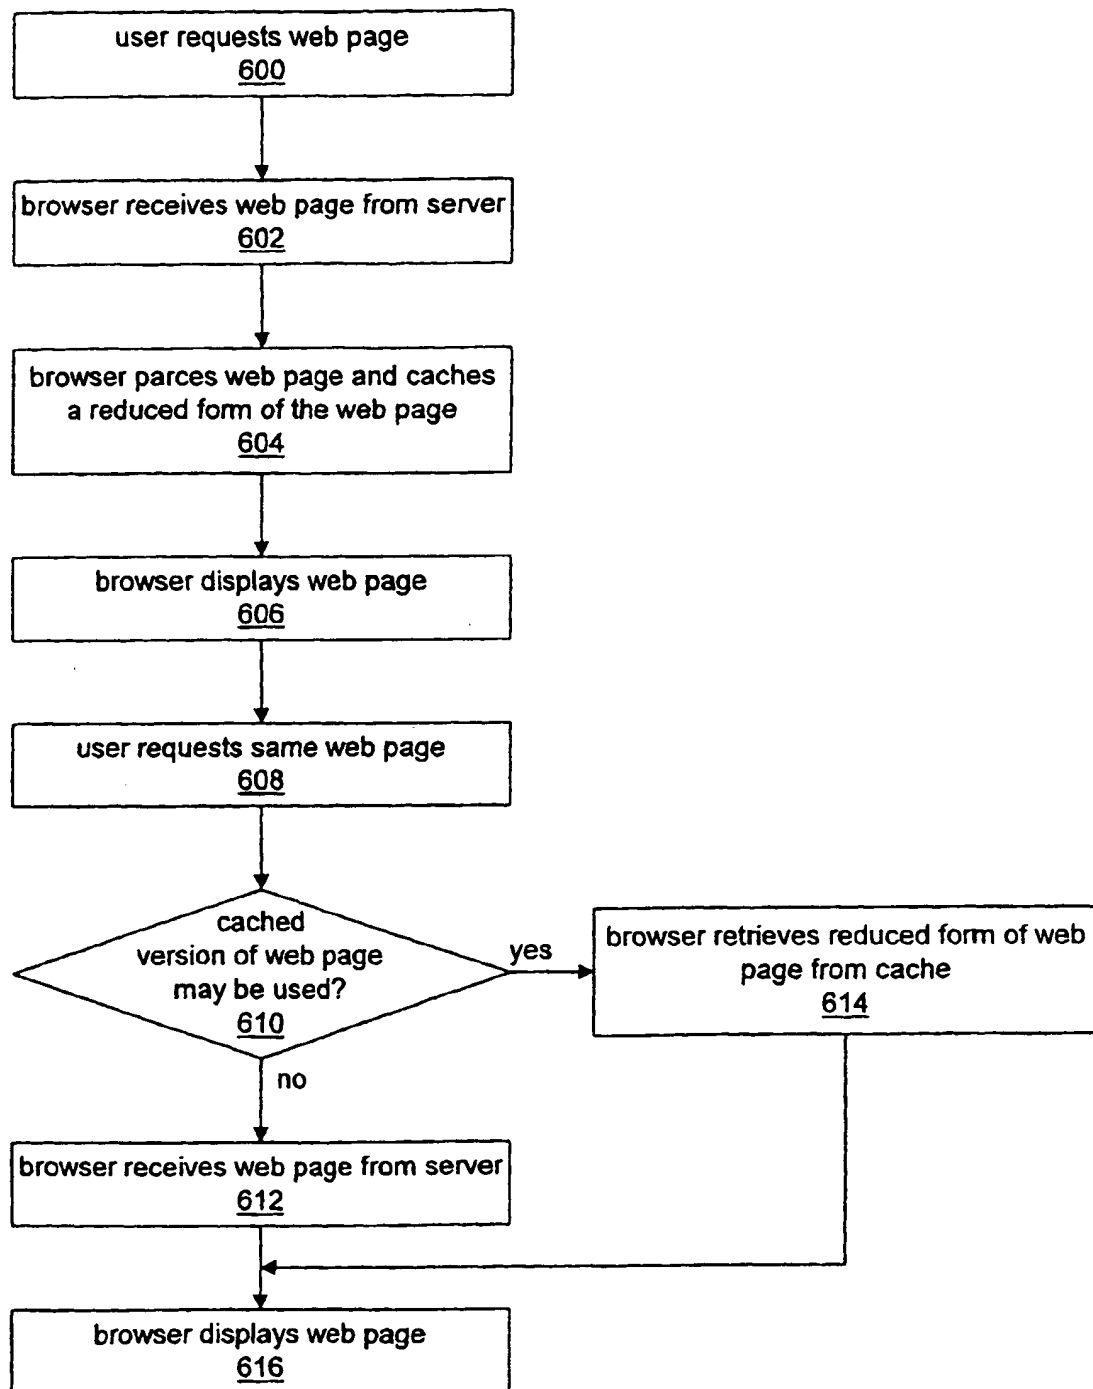 user requests web page
600
browser receives web page from server
602
browser parces web page and caches
a reduced form of the web page
604
browser displays web page
606
user requests same web page
608
cached
version of web page
may be used?
610
yes
browser retrieves reduced form of web
page from cache
614
no
browser receives web page from server
612
browser displays web page
616